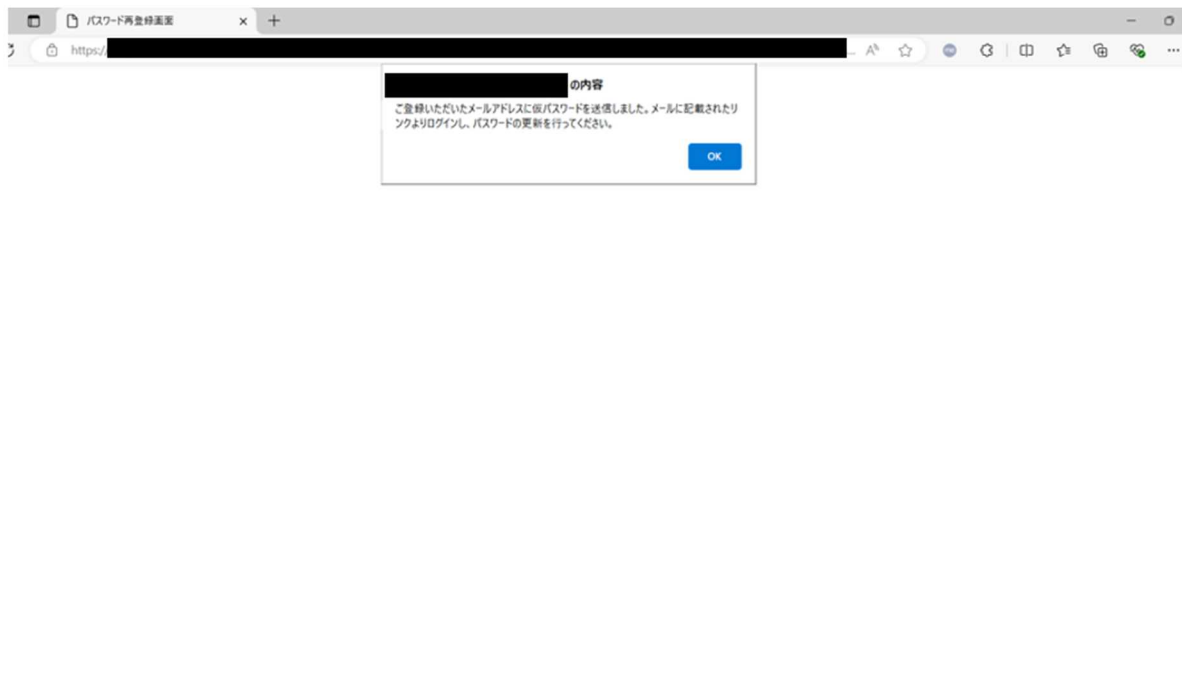 パスワード再登録画面
https:/
の内容
ご登録いただいたメールアドレスに仮パスワードを送信しました。メールに記載されたリ
ンクよりログインし、パスワードの更新を行ってください。
OK